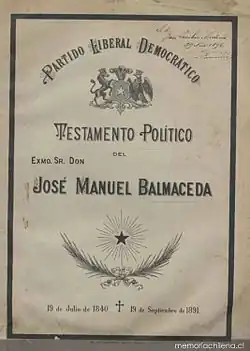 PARTIDO LIBERAL DEMOCRÁTICO
TESTAMENTO POLÍTICO
DEL
EXMO. SR. DON
JOSÉ MANUEL BALMACEDA
19 de Julio de 1840 † 19 de Septiembre de 1891
memoriachilena.cl